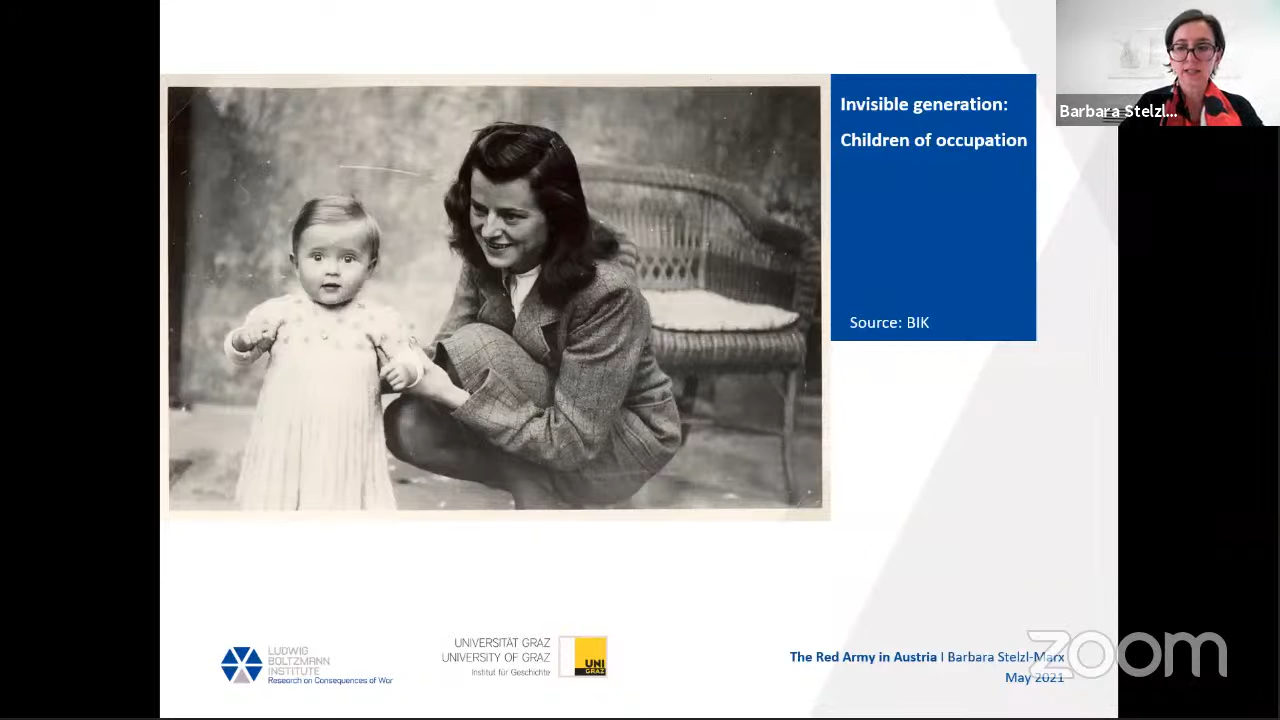 Barbara Stelzl...
Invisible generation:
Children of occupation
Source: BIK
LUDWIG
BOLTZMANN
INSTITUTE
Research on Consequences of War
UNIVERSITÄT GRAZ
UNIVERSITY OF GRAZ
Institut für Geschichte
UNI
GRAZ
The Red Army in Austria I Barbara Stelzl-Marx
May 2021
zoom